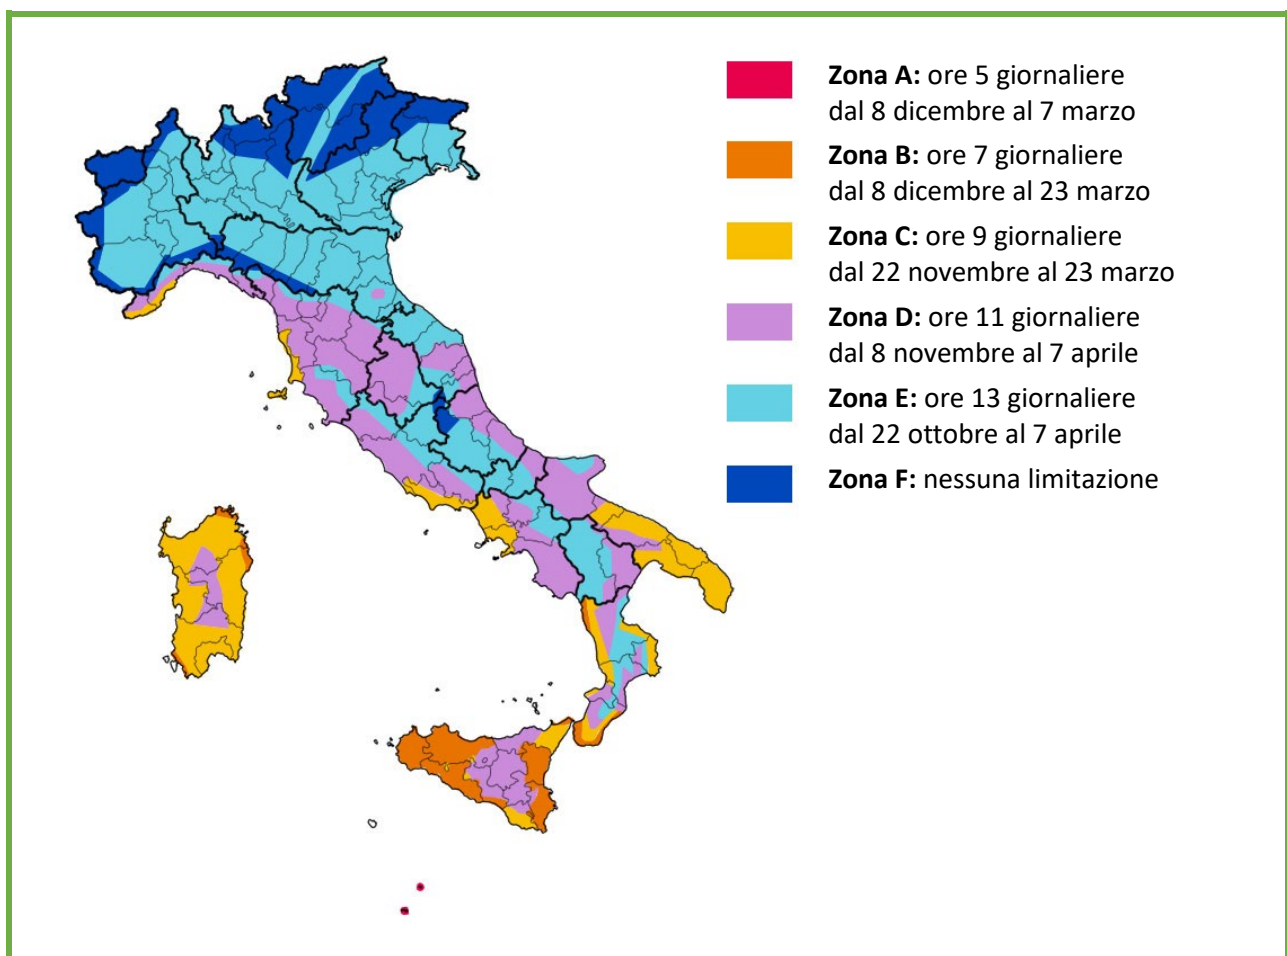 Zona A: ore 5 giornaliere
dal 8 dicembre al 7 marzo
Zona B: ore 7 giornaliere
dal 8 dicembre al 23 marzo
Zona C: ore 9 giornaliere
dal 22 novembre al 23 marzo
Zona D: ore 11 giornaliere
dal 8 novembre al 7 aprile
Zona E: ore 13 giornaliere
dal 22 ottobre al 7 aprile
Zona F: nessuna limitazione